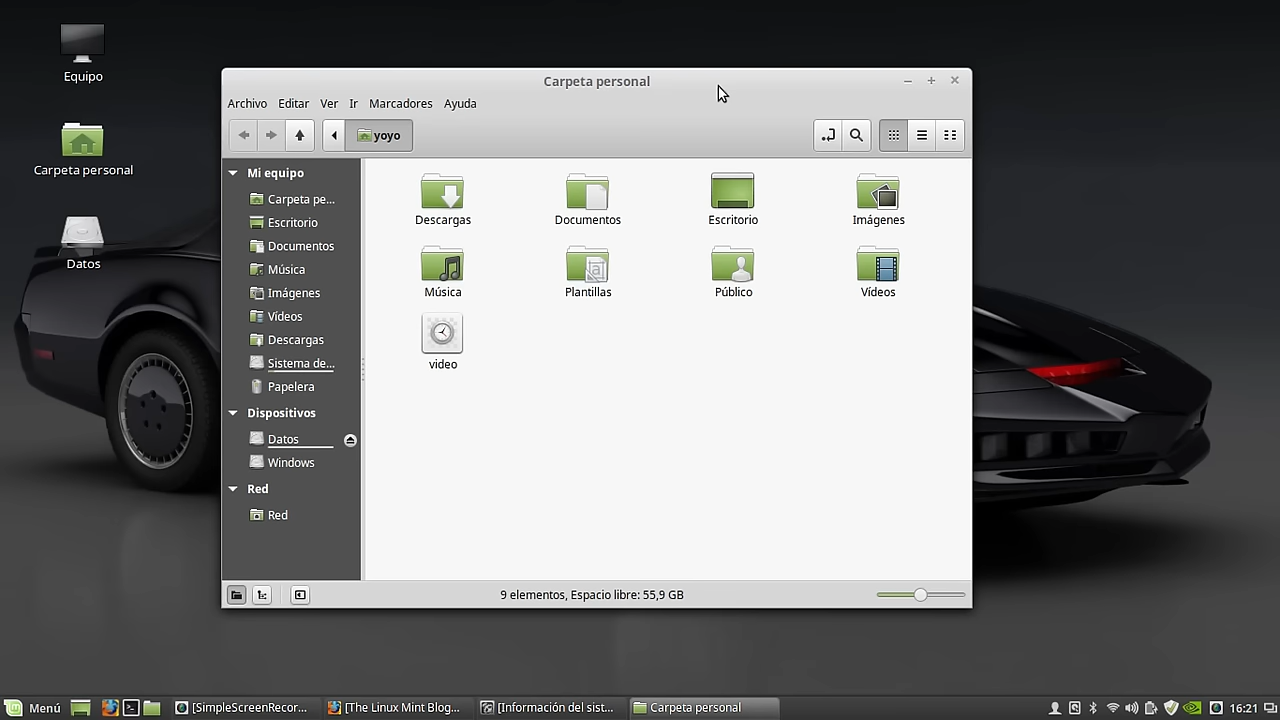 Equipo
Carpeta personal
Datos
Carpeta personal
Archivo Editar Ver Ir Marcadores Ayuda
yoyo
Mi equipo
Carpeta pe...
Escritorio
Documentos
Música
Imágenes
Vídeos
Descargas
Sistema de...
Papelera
Dispositivos
Datos
Windows
Red
Red
Descargas Documentos Escritorio Imágenes
Música Plantillas Público Vídeos
video
9 elementos, Espacio libre: 55,9 GB
Menú [SimpleScreenRecor... [The Linux Mint Blog... [Información del sist... Carpeta personal 16:21